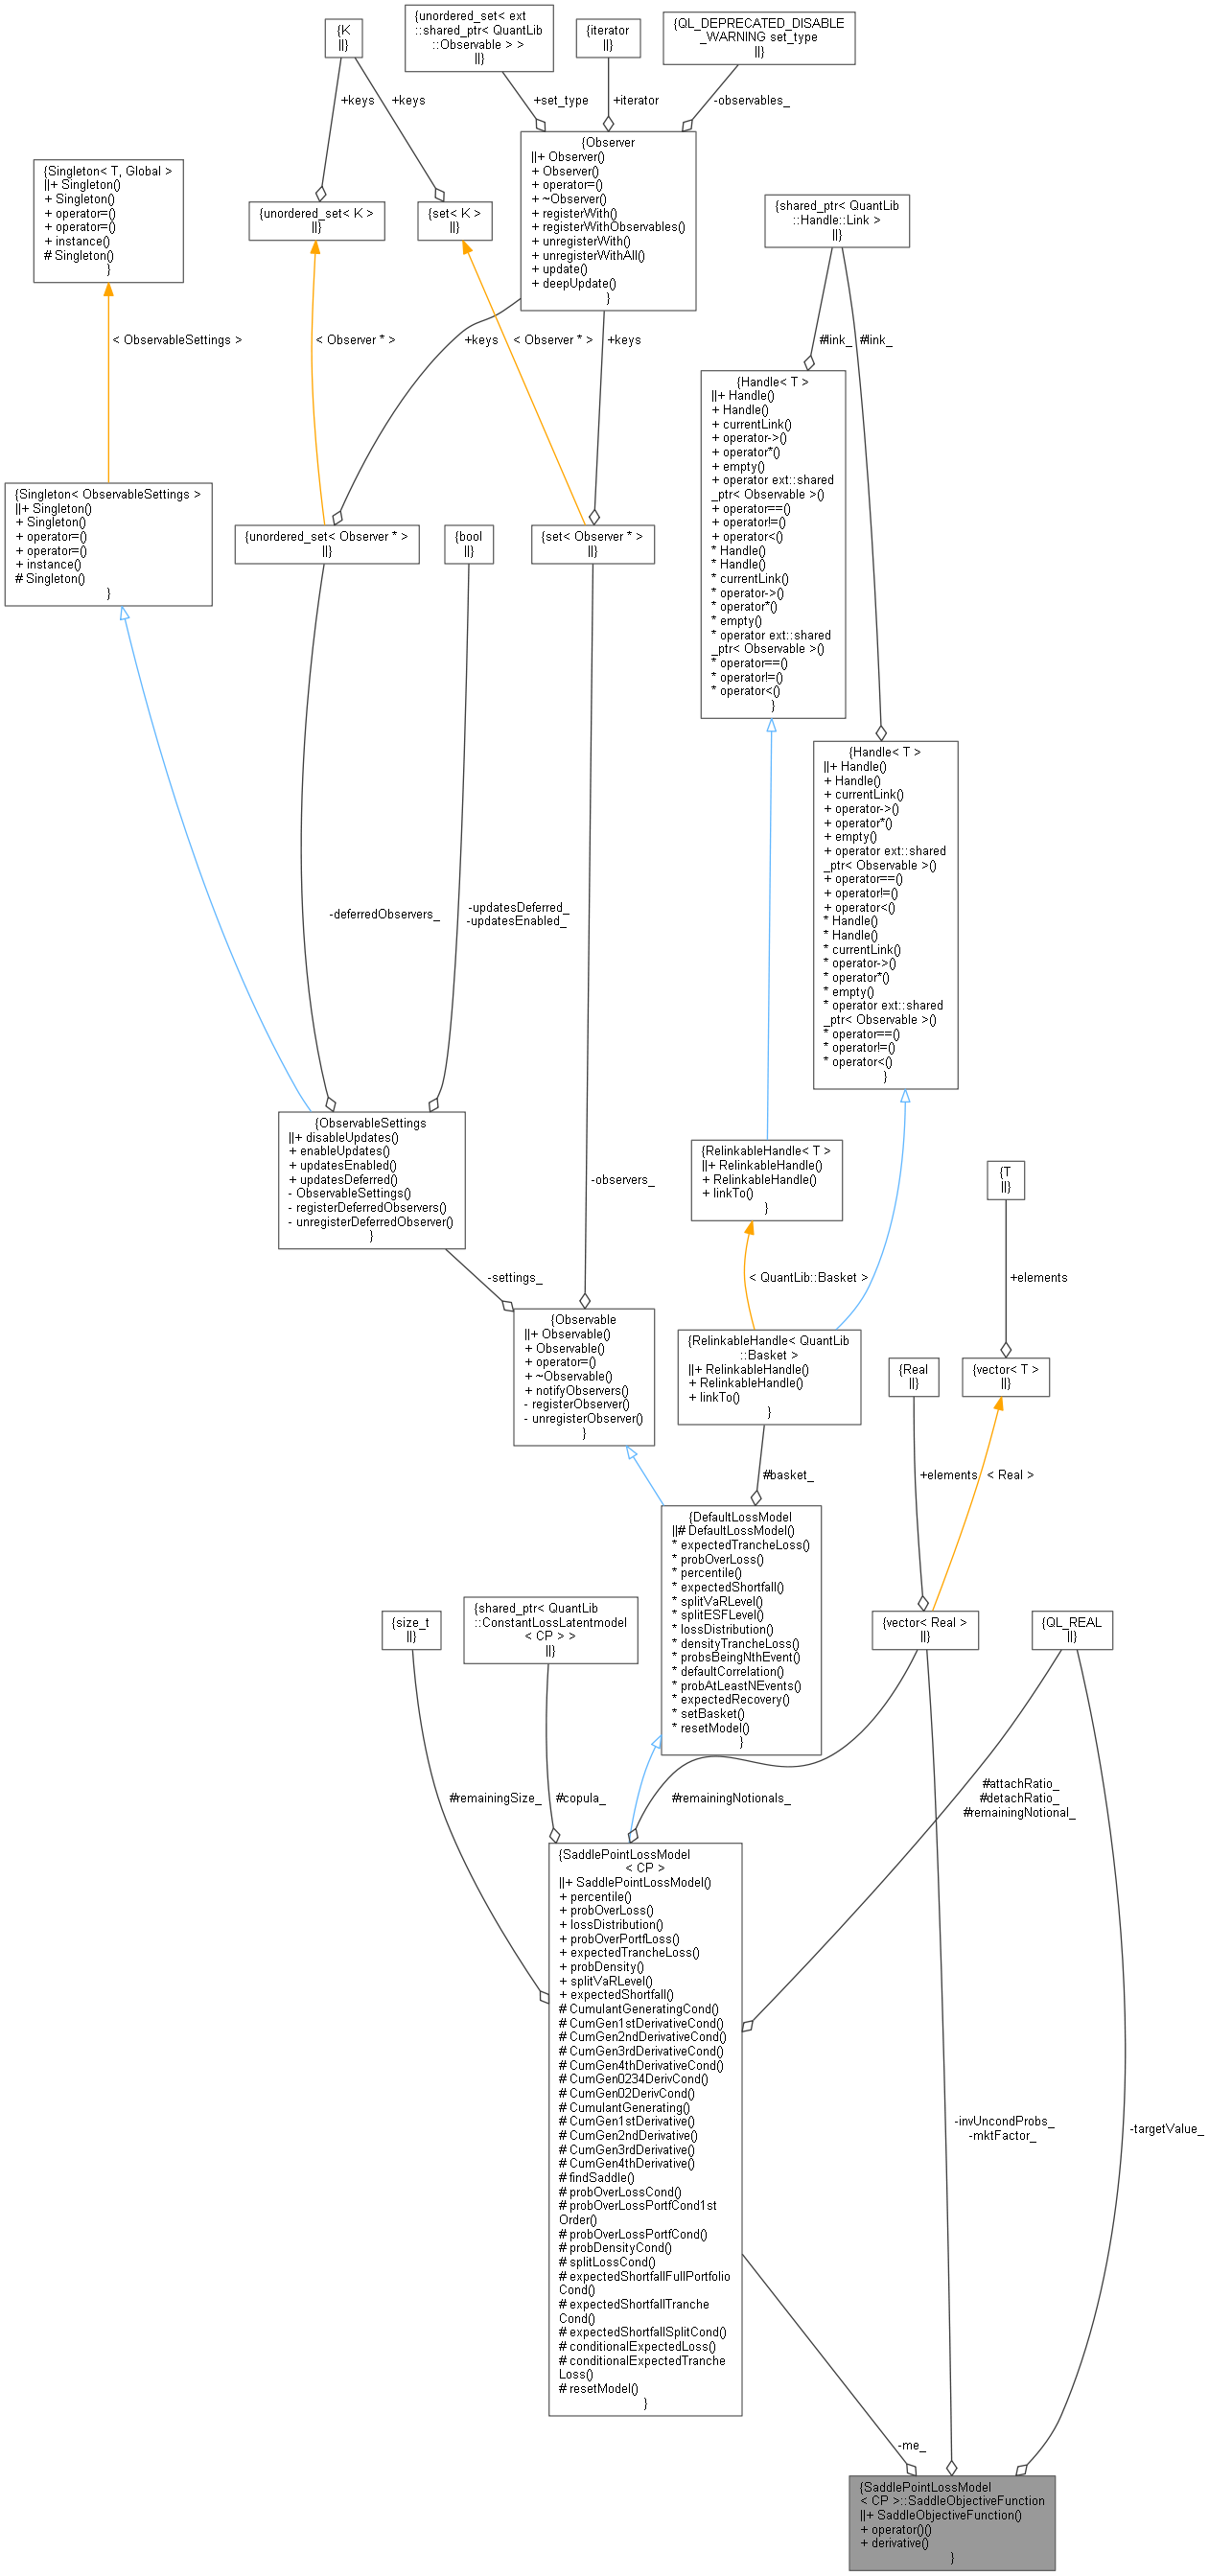 {K
||}
{unordered_set< ext
::shared_ptr< QuantLib
::Observable > >
||}
{iterator
||}
{QL_DEPRECATED_DISABLE
_WARNING set_type
||}
+keys
+keys
+set_type
+iterator
-observables_
{Singleton< T, Global >
||+ Singleton()
+ Singleton()
+ operator=()
+ operator=()
+ instance()
# Singleton()
}
{unordered_set< K >
||}
{set< K >
||}
{Observer
||+ Observer()
+ Observer()
+ operator=()
+ ~Observer()
+ registerWith()
+ registerWithObservables()
+ unregisterWith()
+ unregisterWithAll()
+ update()
+ deepUpdate()
}
{shared_ptr< QuantLib
::Handle::Link >
||}
< ObservableSettings >
< Observer * >
+keys
< Observer * >
+keys
#link_
#link_
{Handle< T >
||+ Handle()
+ Handle()
+ currentLink()
+ operator->()
+ operator*()
+ empty()
+ operator ext::shared
_ptr< Observable >()
+ operator==()
+ operator!=()
+ operator<()
* Handle()
* Handle()
* currentLink()
* operator->()
* operator*()
* empty()
* operator ext::shared
_ptr< Observable >()
* operator==()
* operator!=()
* operator<()
}
{Singleton< ObservableSettings >
||+ Singleton()
+ Singleton()
+ operator=()
+ operator=()
+ instance()
# Singleton()
}
{unordered_set< Observer * >
||}
{bool
||}
{set< Observer * >
||}
{Handle< T >
||+ Handle()
+ Handle()
+ currentLink()
+ operator->()
+ operator*()
+ empty()
+ operator ext::shared
_ptr< Observable >()
+ operator==()
+ operator!=()
+ operator<()
* Handle()
* Handle()
* currentLink()
* operator->()
* operator*()
* empty()
* operator ext::shared
_ptr< Observable >()
* operator==()
* operator!=()
* operator<()
}
-deferredObservers_
-updatesDeferred_
-updatesEnabled_
{ObservableSettings
||+ disableUpdates()
+ enableUpdates()
+ updatesEnabled()
+ updatesDeferred()
- ObservableSettings()
- registerDeferredObservers()
- unregisterDeferredObserver()
}
-observers_
{RelinkableHandle< T >
||+ RelinkableHandle()
+ RelinkableHandle()
+ linkTo()
}
{T
||}
-settings_
< QuantLib::Basket >
+elements
{Observable
||+ Observable()
+ Observable()
+ operator=()
+ ~Observable()
+ notifyObservers()
- registerObserver()
- unregisterObserver()
}
{RelinkableHandle< QuantLib
::Basket >
||+ RelinkableHandle()
+ RelinkableHandle()
+ linkTo()
}
{Real
||}
{vector< T >
||}
#basket_
+elements
< Real >
{DefaultLossModel
||# DefaultLossModel()
* expectedTrancheLoss()
* probOverLoss()
* percentile()
* expectedShortfall()
* splitVaRLevel()
* splitESFLevel()
* lossDistribution()
* densityTrancheLoss()
* probsBeingNthEvent()
* defaultCorrelation()
* probAtLeastNEvents()
* expectedRecovery()
* setBasket()
* resetModel()
}
{size_t
||}
{shared_ptr< QuantLib
::ConstantLossLatentmodel
< CP > >
||}
{vector< Real >
||}
{QL_REAL
||}
#remainingSize_
#copula_
#remainingNotionals_
#attachRatio_
#detachRatio_
#remainingNotional_
{SaddlePointLossModel
< CP >
||+ SaddlePointLossModel()
+ percentile()
+ probOverLoss()
+ lossDistribution()
+ probOverPortfLoss()
+ expectedTrancheLoss()
+ probDensity()
+ splitVaRLevel()
+ expectedShortfall()
# CumulantGeneratingCond()
# CumGen1stDerivativeCond()
# CumGen2ndDerivativeCond()
# CumGen3rdDerivativeCond()
# CumGen4thDerivativeCond()
# CumGen0234DerivCond()
# CumGen02DerivCond()
# CumulantGenerating()
# CumGen1stDerivative()
# CumGen2ndDerivative()
# CumGen3rdDerivative()
# CumGen4thDerivative()
# findSaddle()
# probOverLossCond()
# probOverLossPortfCond1st
Order()
# probOverLossPortfCond()
# probDensityCond()
# splitLossCond()
# expectedShortfallFullPortfolio
Cond()
# expectedShortfallTranche
Cond()
# expectedShortfallSplitCond()
# conditionalExpectedLoss()
# conditionalExpectedTranche
Loss()
# resetModel()
}
-invUncondProbs_
-mktFactor_
-targetValue_
-me_
{SaddlePointLossModel
< CP >::SaddleObjectiveFunction
||+ SaddleObjectiveFunction()
+ operator()()
+ derivative()
}